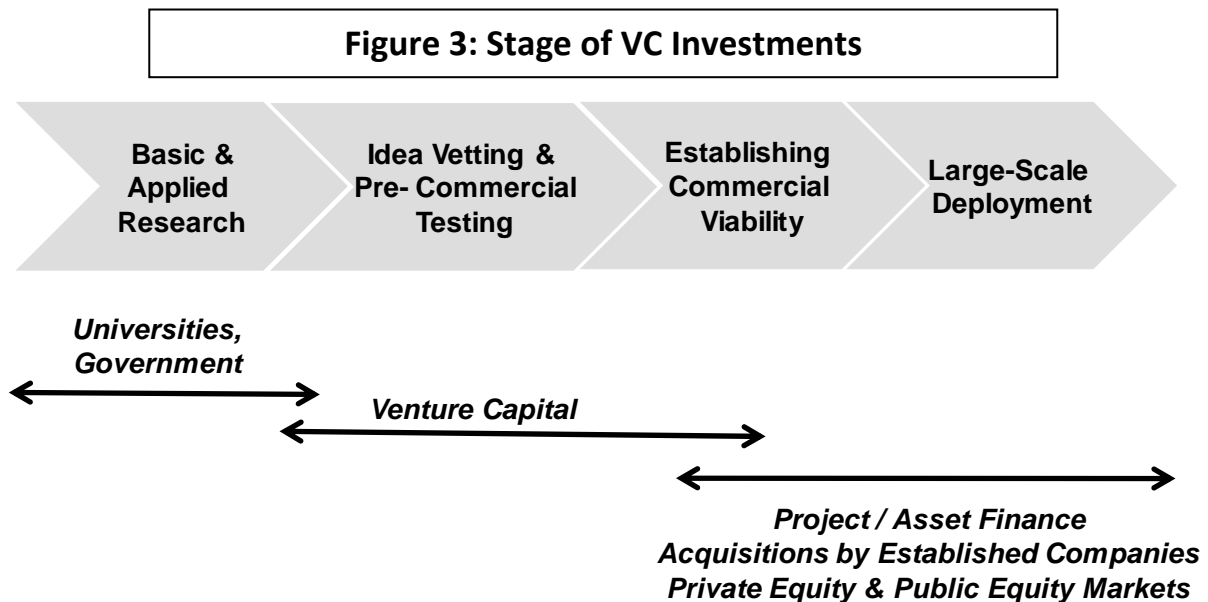 Figure 3: Stage of VC Investments
Basic &
Applied
Research
Idea Vetting &
Pre- Commercial
Testing
Establishing
Commercial
Viability
Large-Scale
Deployment
Universities,
Government
Venture Capital
Project / Asset Finance
Acquisitions by Established Companies
Private Equity & Public Equity Markets